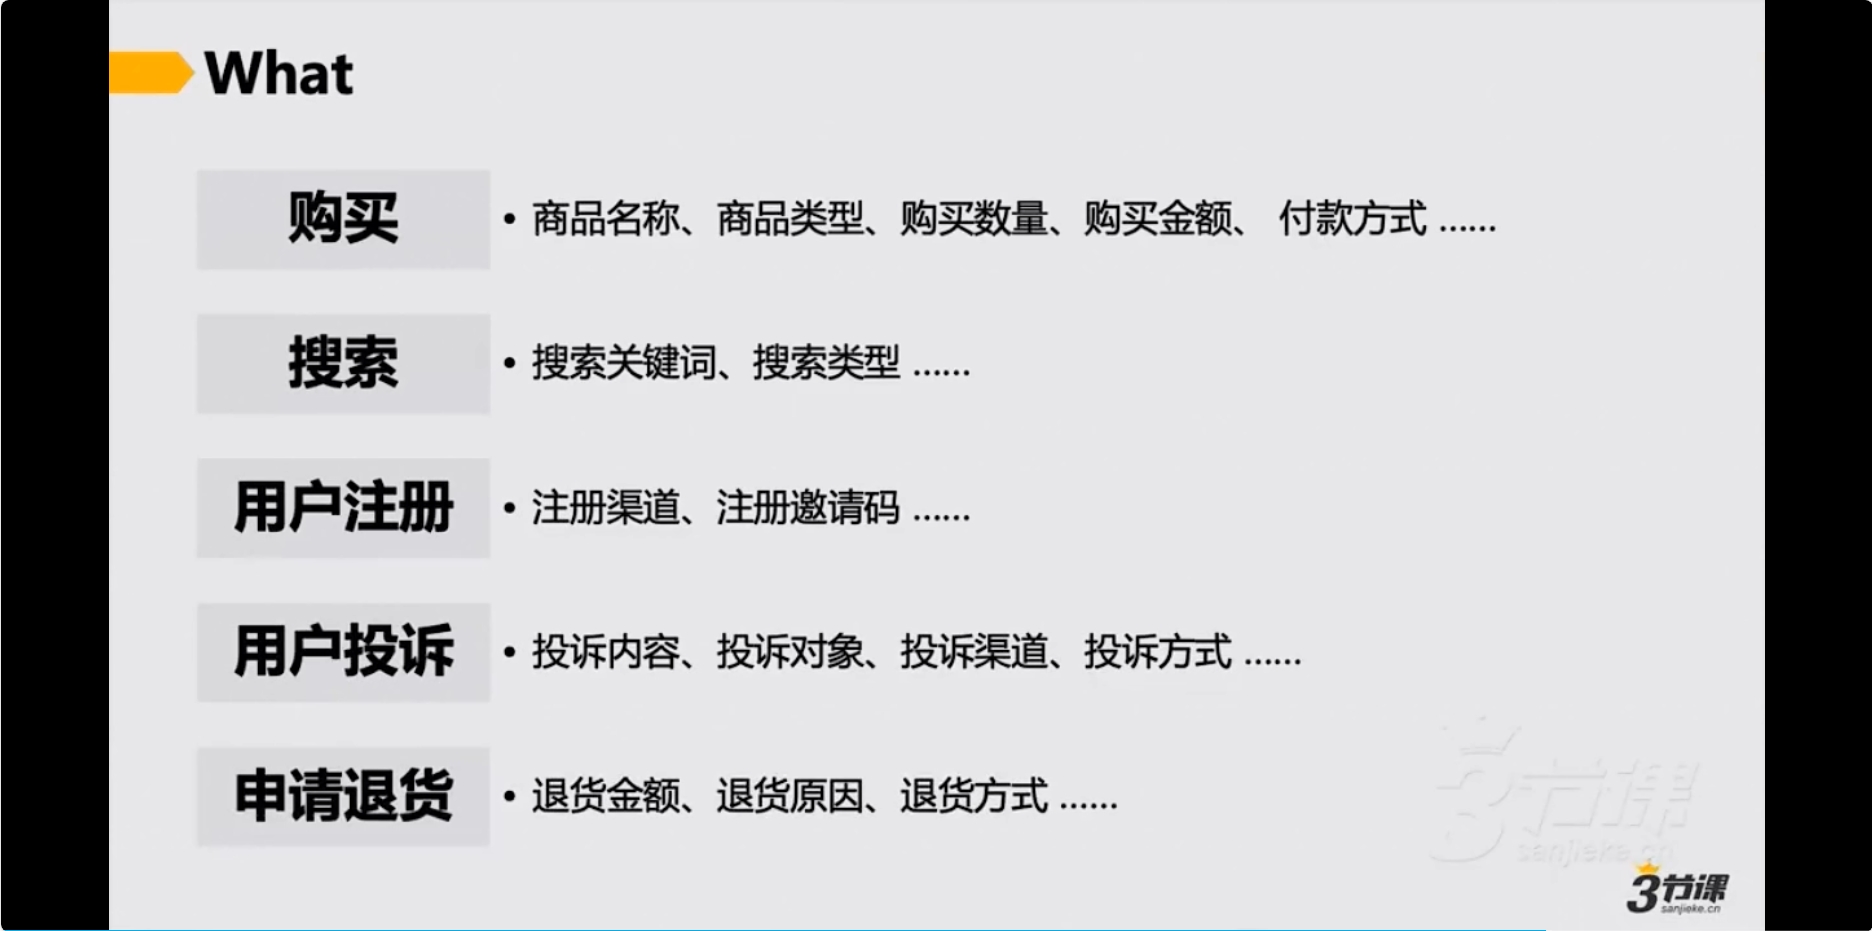 What
购买
• 商品名称、商品类型、购买数量、购买金额、 付款方式 ......
搜索
• 搜索关键词、搜索类型 ......
用户注册
• 注册渠道、注册邀请码 ......
用户投诉
• 投诉内容、投诉对象、投诉渠道、投诉方式 ......
申请退货
• 退货金额、退货原因、退货方式 ......
3节课
sanjieke.cn
3节课
sanjieke.cn